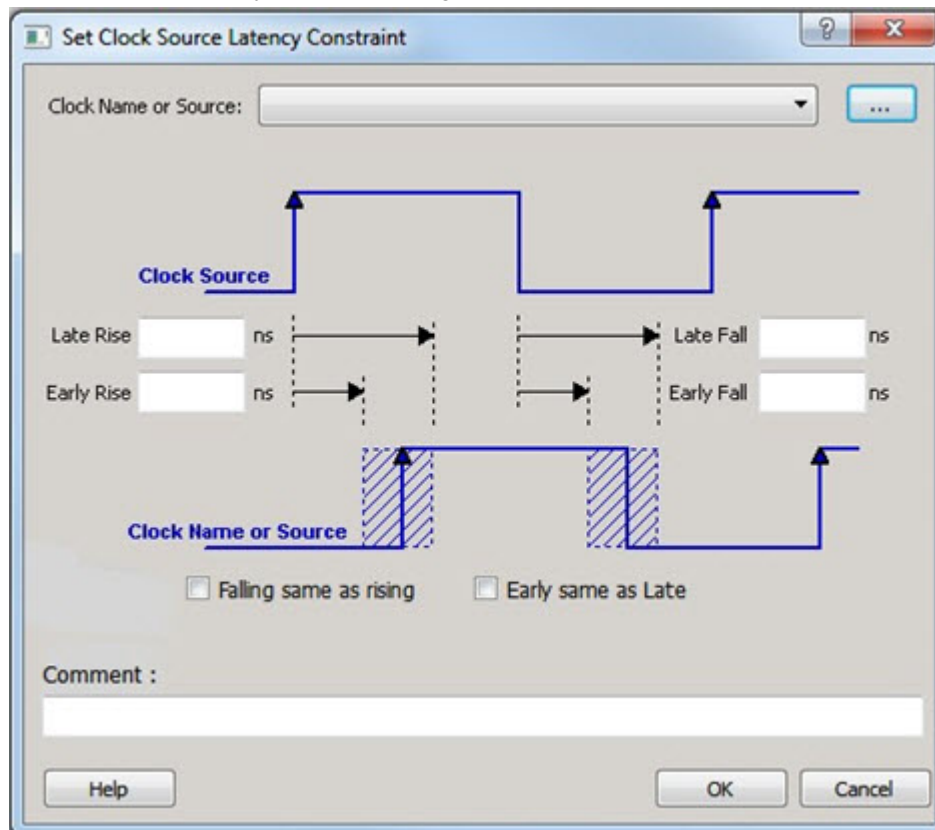 Set Clock Source Latency Constraint
Clock Name or Source:
...
Clock Source
Late Rise ns Late Fall ns
Early Rise ns Early Fall ns
Clock Name or Source
Falling same as rising Early same as Late
Comment :
Help OK Cancel